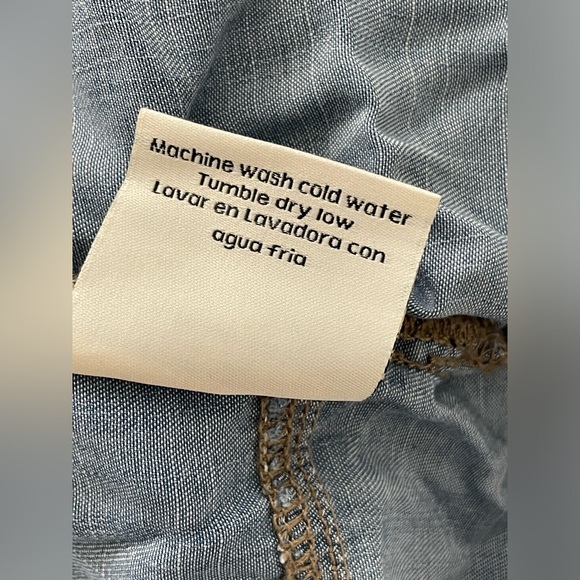 Machine wash cold water
Tumble dry low
Lavar en Lavadora con
agua fria